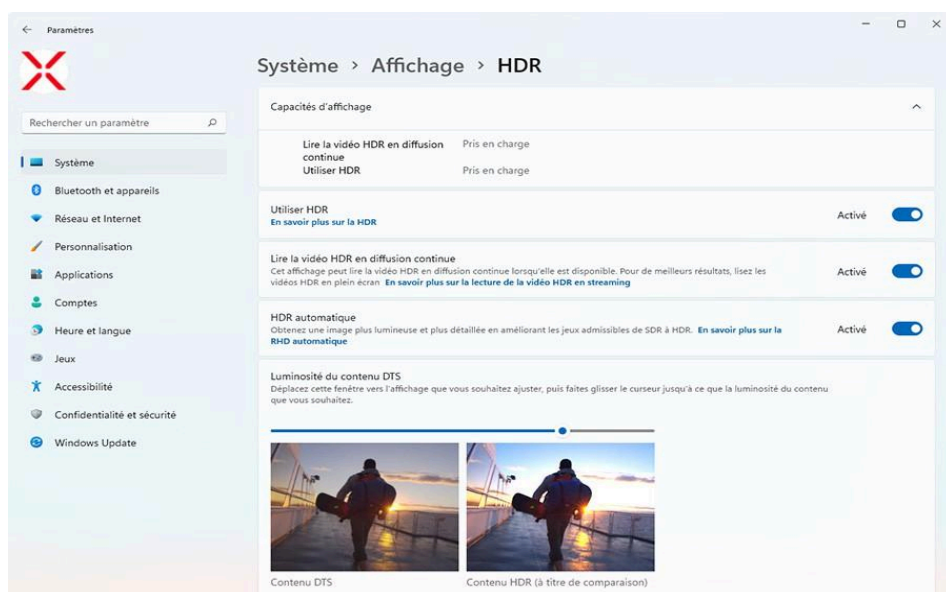 Paramètres
Système > Affichage > HDR
Rechercher un paramètre
Système
Bluetooth et appareils
Réseau et Internet
Personnalisation
Applications
Comptes
Heure et langue
Jeux
Accessibilité
Confidentialité et sécurité
Windows Update
Capacités d'affichage
Lire la vidéo HDR en diffusion continue Pris en charge
Utiliser HDR Pris en charge
Utiliser HDR
En savoir plus sur la HDR
Activé
Lire la vidéo HDR en diffusion continue
Cet affichage peut lire la vidéo HDR en diffusion continue lorsqu'elle est disponible. Pour de meilleurs résultats, lisez les
vidéos HDR en plein écran En savoir plus sur la lecture de la vidéo HDR en streaming
Activé
HDR automatique
Obtenez une image plus lumineuse et plus détaillée en améliorant les jeux admissibles de SDR à HDR. En savoir plus sur la
RHD automatique
Activé
Luminosité du contenu DTS
Déplacez cette fenêtre vers l'affichage que vous souhaitez ajuster, puis faites glisser le curseur jusqu'à ce que la luminosité du contenu
que vous souhaitez.
Contenu DTS
Contenu HDR (à titre de comparaison)